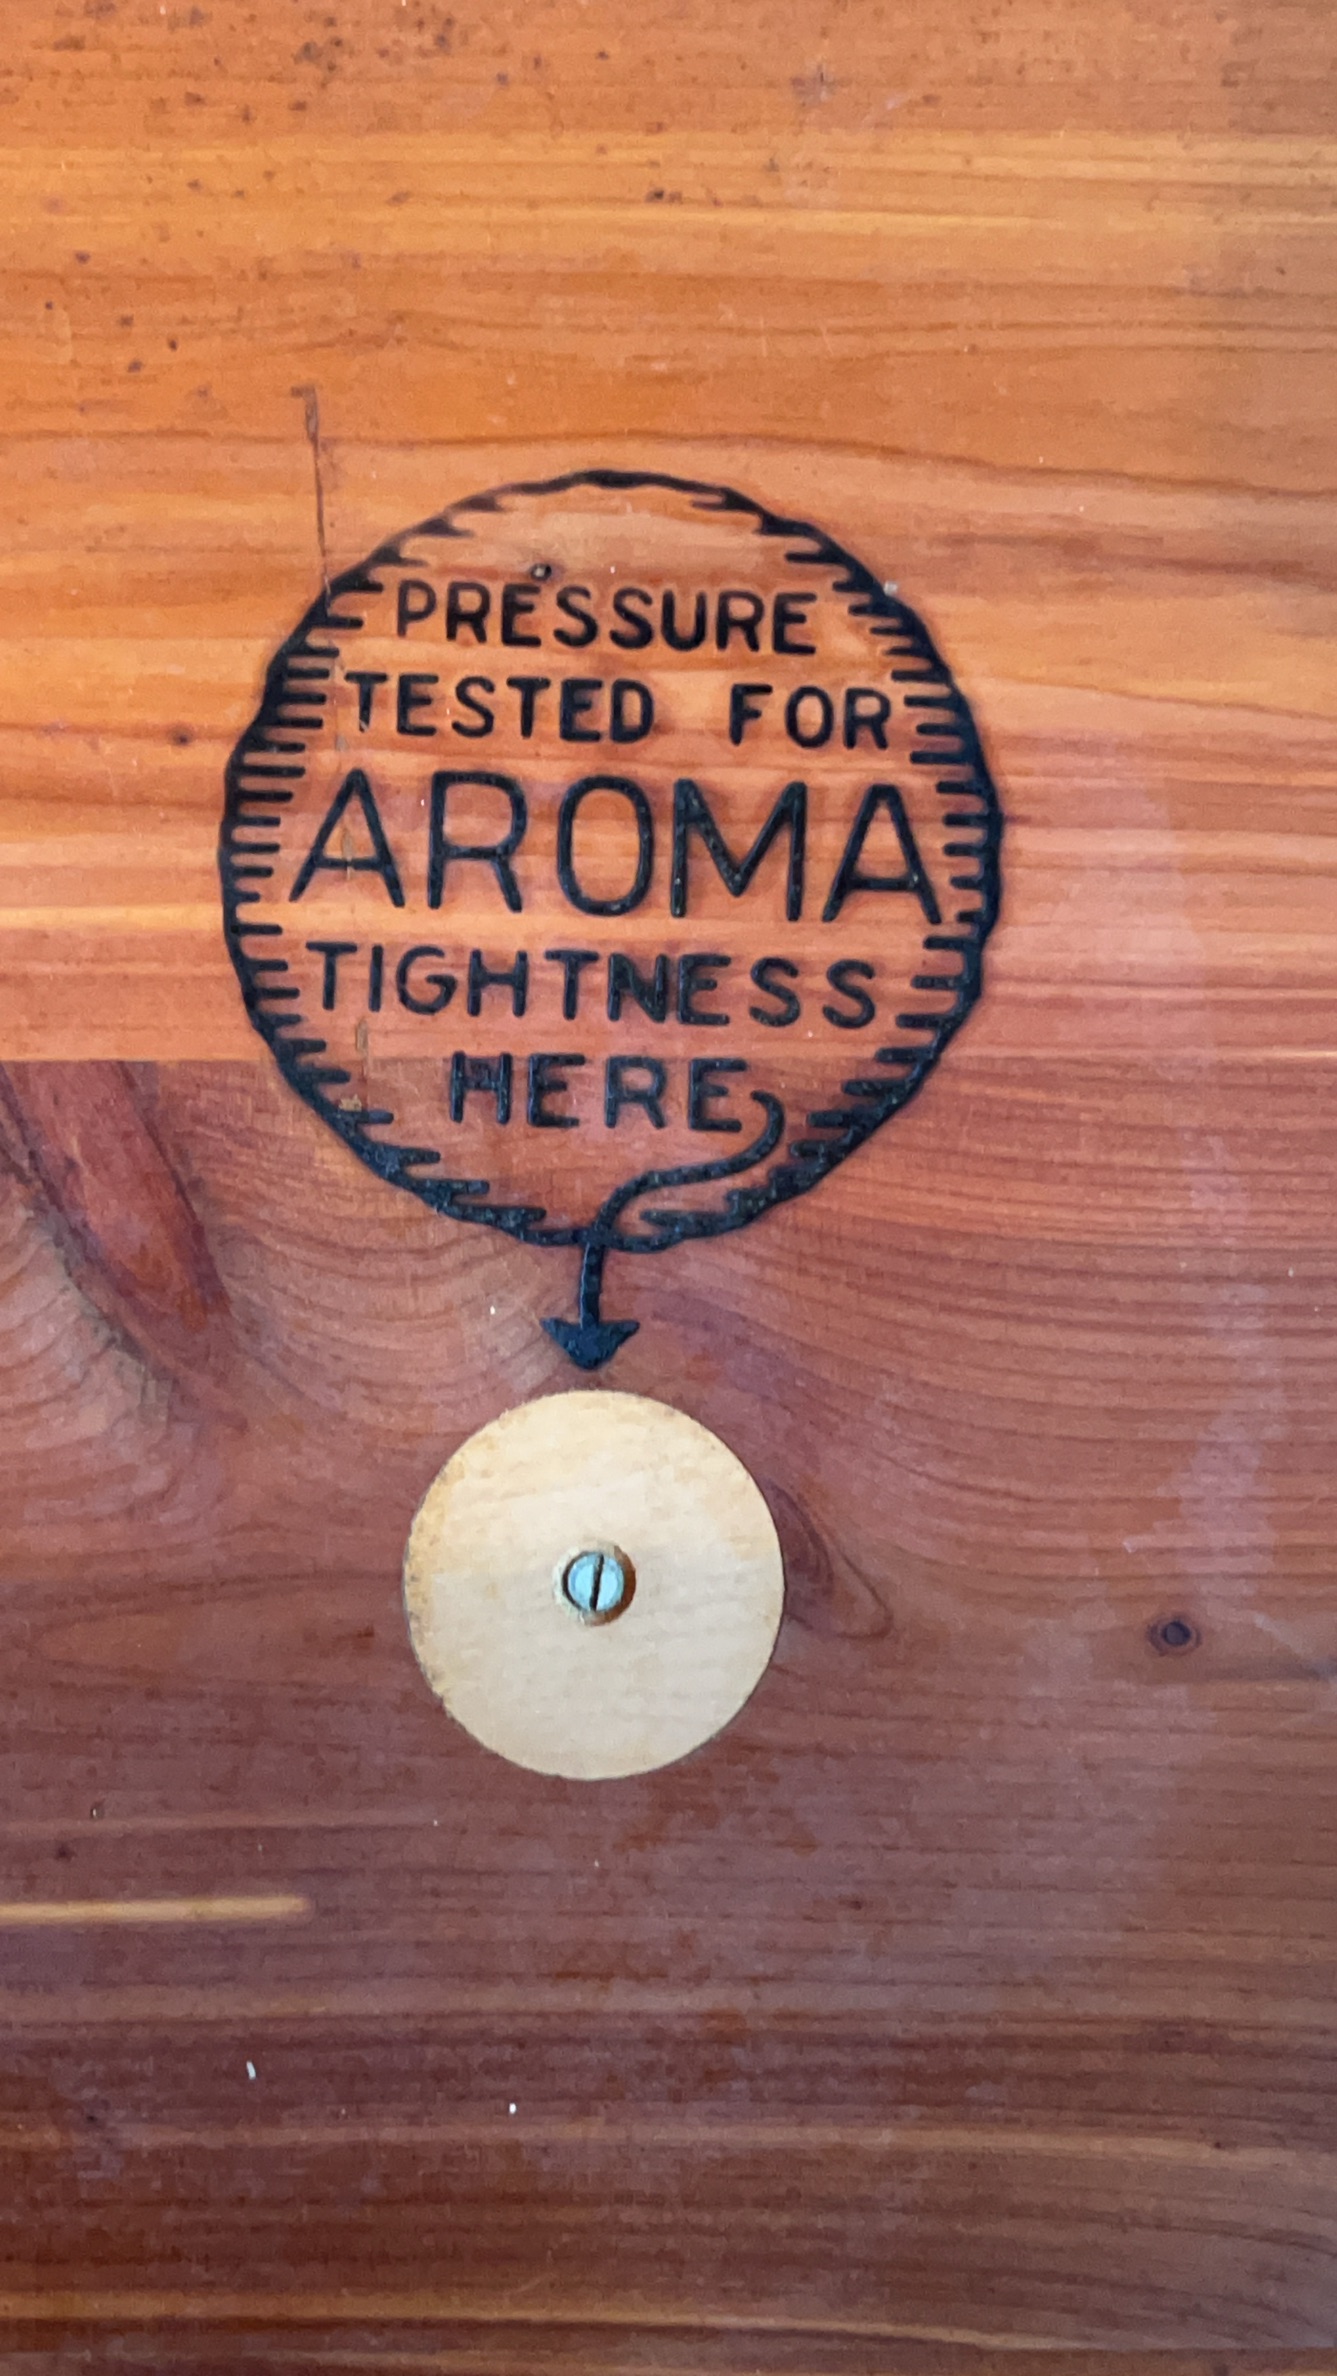 PRESSURE
TESTED FOR
AROMA
TIGHTNESS
HERE